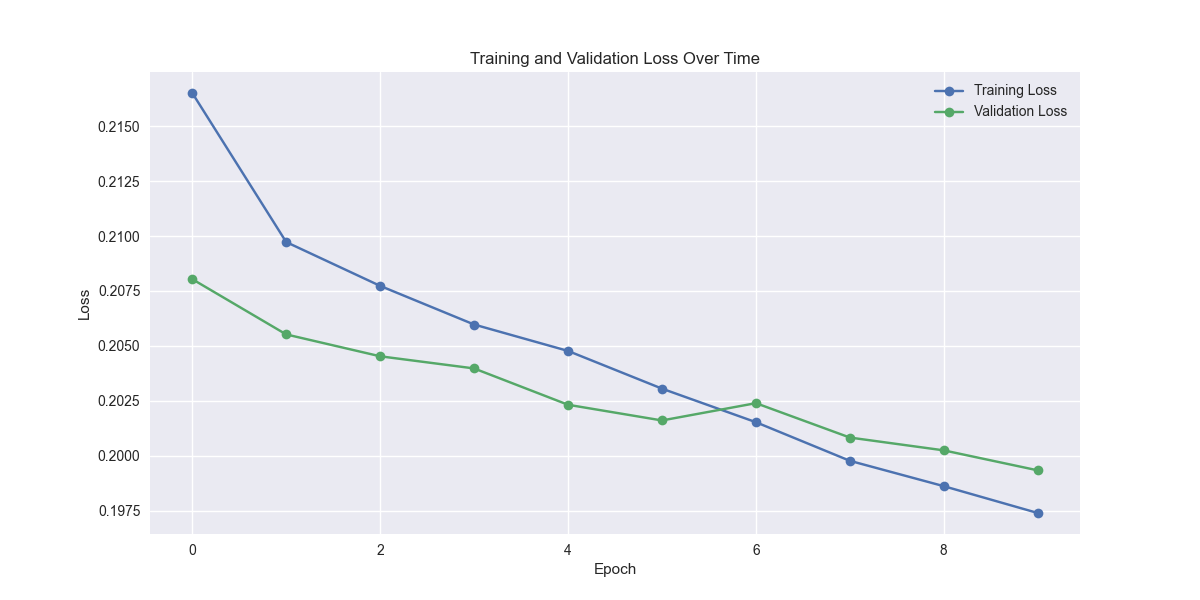 Training and Validation Loss Over Time
Training Loss
Validation Loss
0.2150
0.2125
0.2100
0.2075
0.2050
0.2025
0.2000
0.1975
Loss
0 2 4 6 8
Epoch